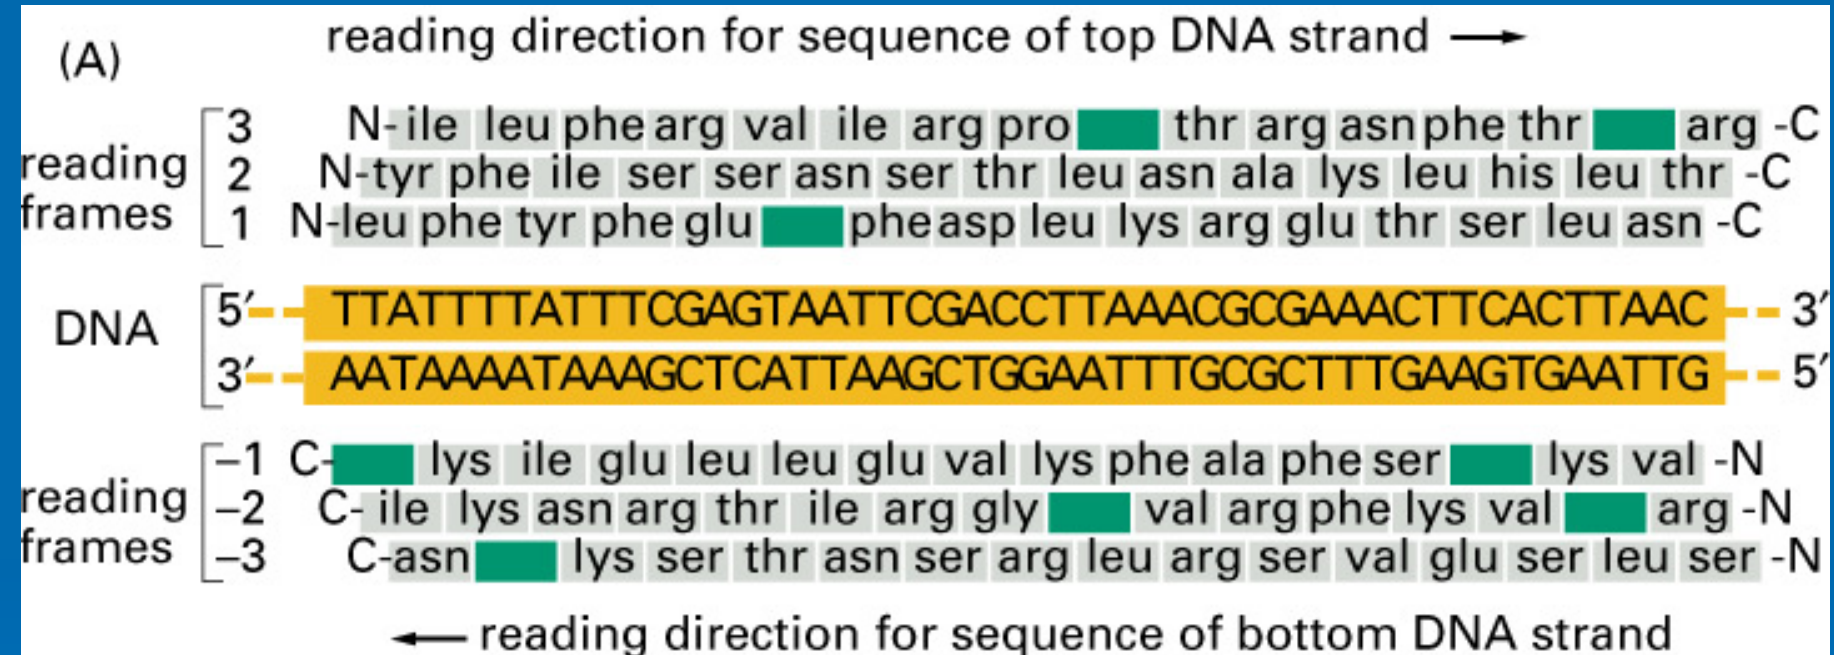 (A) reading direction for sequence of top DNA strand →
3 N- ile leu phe arg val ile arg pro thr arg asn phe thr arg -C
reading frames 2 N-tyr phe ile ser ser asn ser thr leu asn ala lys leu his leu thr -C
1 N-leu phe tyr phe glu phe asp leu lys arg glu thr ser leu asn -C
DNA 5′ TTATTTTATTTCGAGTAATTCGACCTTAAACGCGAAACTTCACTTAAC 3′
3′ AATAAAATAAAGCTCATTAAGCTGGAATTTGCGCTTTGAAGTGAATTG 5′
–1 C- lys ile glu leu leu glu val lys phe ala phe ser lys val -N
reading frames –2 C- ile lys asn arg thr ile arg gly val arg phe lys val arg -N
–3 C-asn lys ser thr asn ser arg leu arg ser val glu ser leu ser -N
← reading direction for sequence of bottom DNA strand